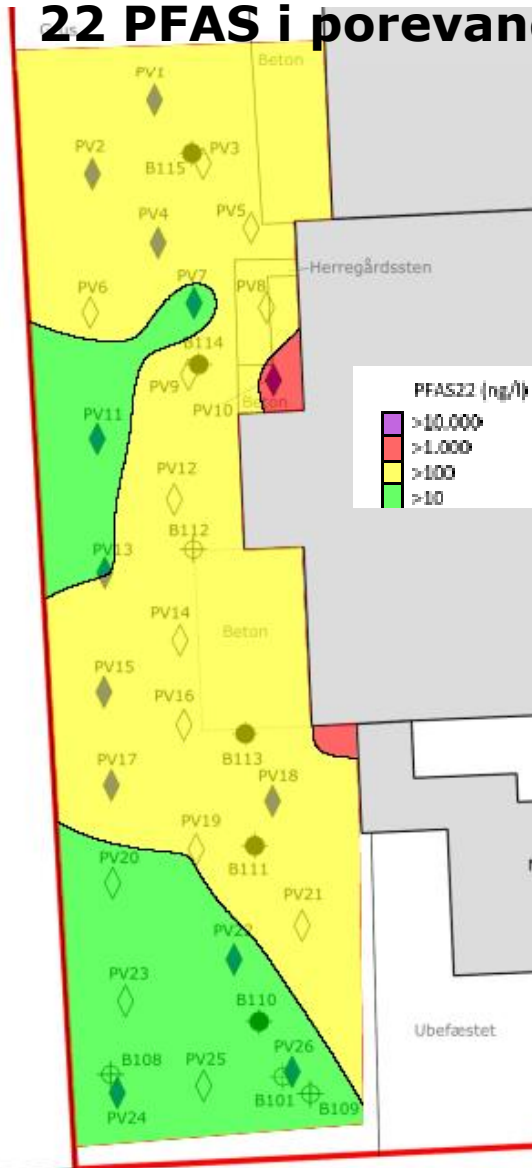 22 PFAS i porevand
Grus
Beton
PV1
PV2
PV3
B115
PV4
PV5
Herregårdssten
PV6
PV7
PV8
B114
PV9
PV10
Beton
PFAS22 (ng/l)
>10.000
>1.000
>100
>10
PV11
PV12
B112
PV13
PV14
Beton
PV15
PV16
B113
PV17
PV18
PV19
B111
PV20
PV21
PV22
PV23
B110
Ubefæstet
B108
PV25
PV26
PV24
B101
B109